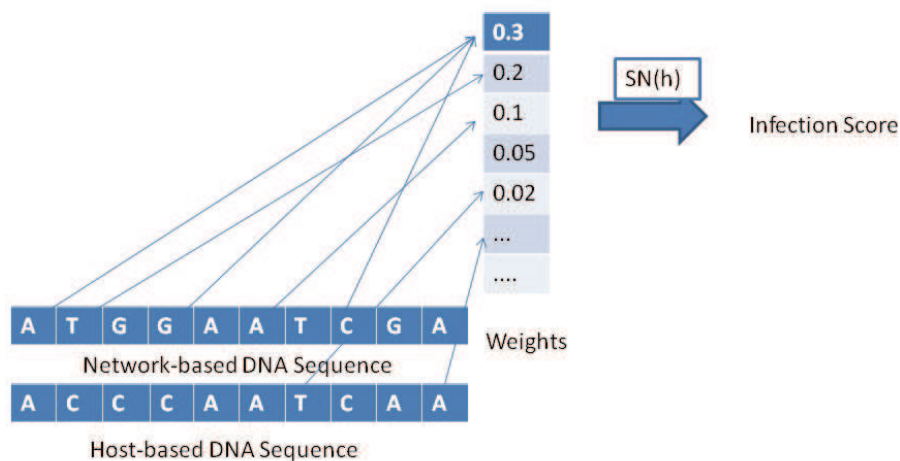 0.3
0.2
0.1
0.05
0.02
...
....
SN(h)
Infection Score
A T G G A A T C G A
Network-based DNA Sequence
Weights
A C C C A A T C A A
Host-based DNA Sequence